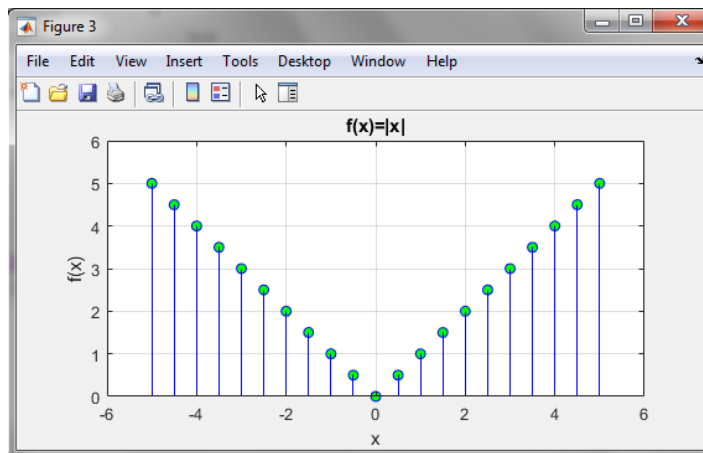 Figure 3
File Edit View Insert Tools Desktop Window Help
f(x)=|x|
6
5
4
3
2
1
0
f(x)
-6 -4 -2 0 2 4 6
x